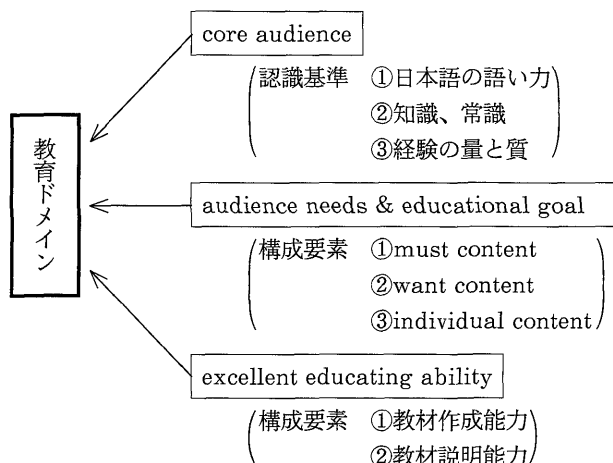 core audience
(認識基準 ①日本語の語い力
②知識、常識
③経験の量と質)
教育ドメイン
audience needs & educational goal
(構成要素 ①must content
②want content
③individual content)
excellent educating ability
(構成要素 ①教材作成能力
②教材説明能力)